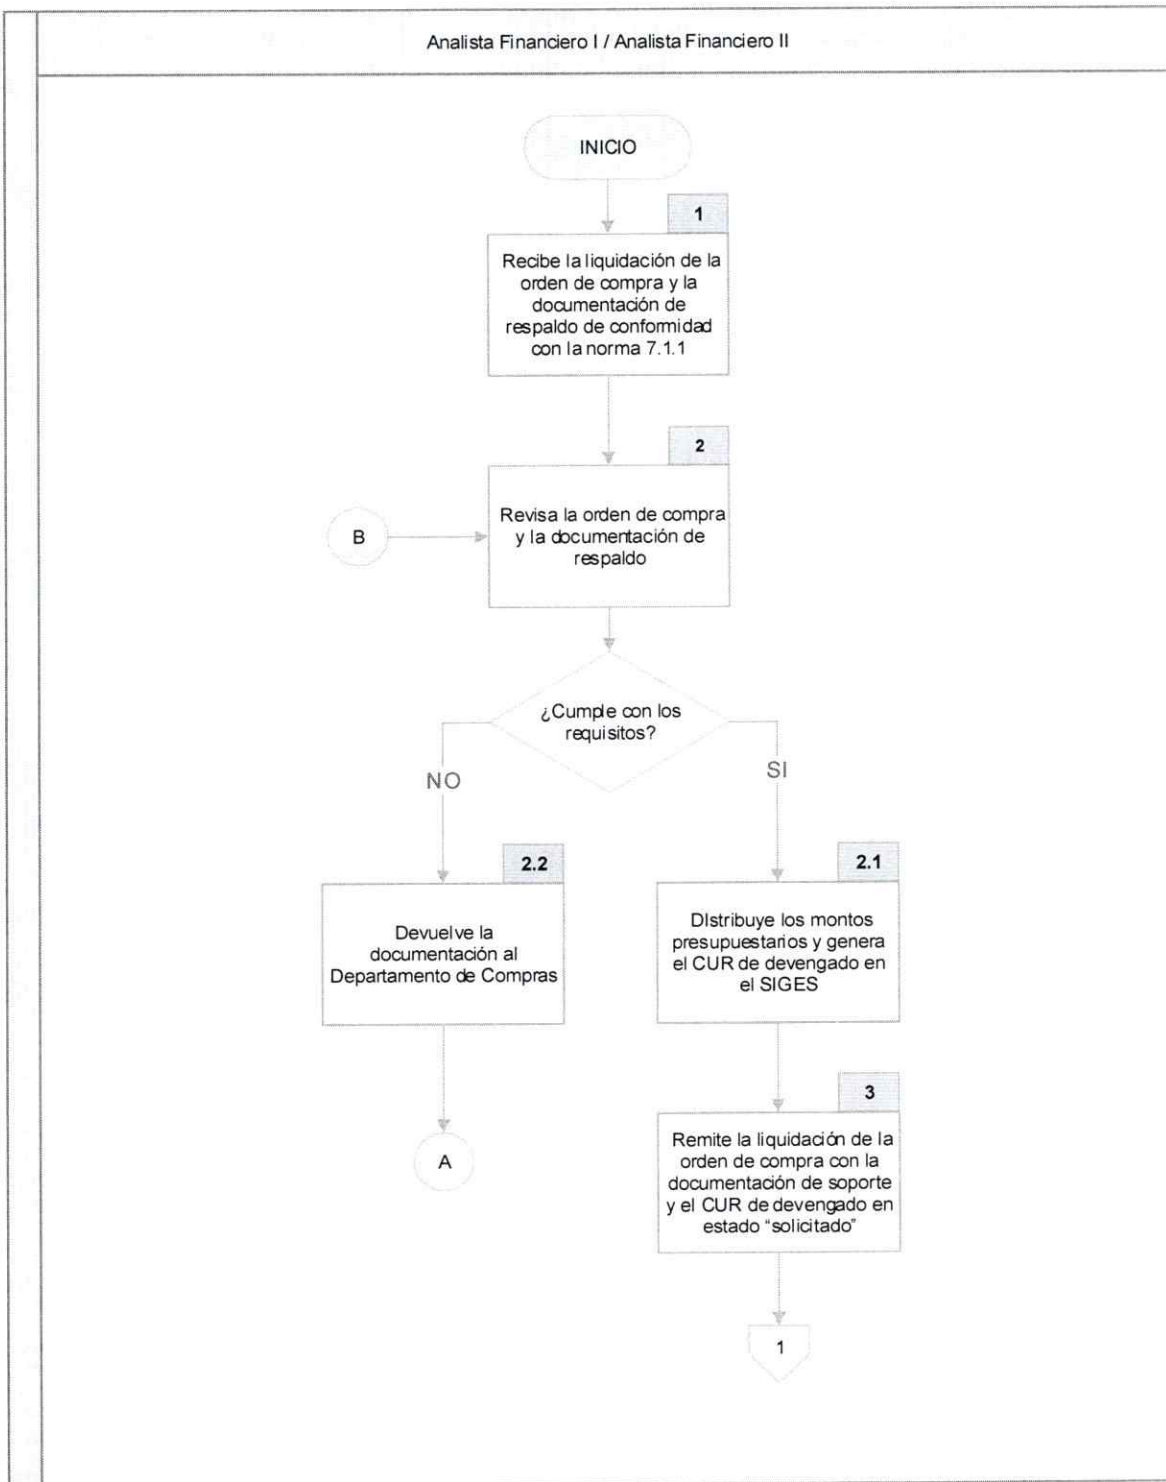 Analista Financiero I / Analista Financiero II
INICIO
1
Recibe la liquidación de la
orden de compra y la
documentación de
respaldo de conformidad
con la norma 7.1.1
2
Revisa la orden de compra
y la documentación de
respaldo
B
¿Cumple con los
requisitos?
NO
SI
2.2
Devuelve la
documentación al
Departamento de Compras
2.1
DIstribuye los montos
presupuestarios y genera
el CUR de devengado en
el SIGES
A
3
Remite la liquidación de la
orden de compra con la
documentación de soporte
y el CUR de devengado en
estado “solicitado”
1